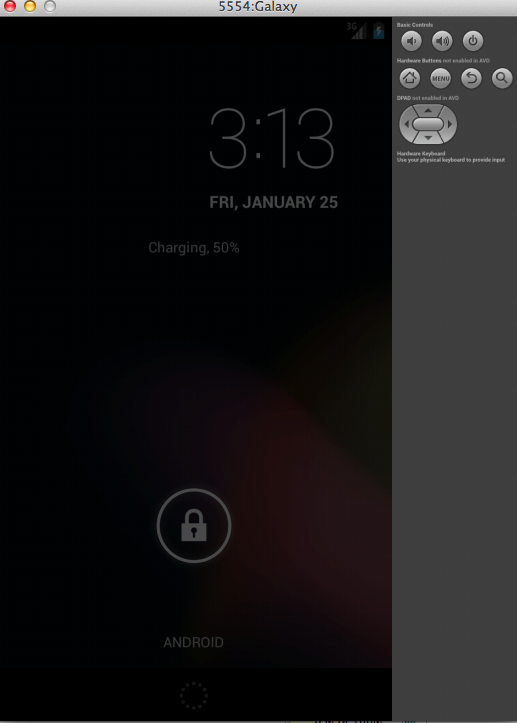 5554:Galaxy
3G
3:13
FRI, JANUARY 25
Charging, 50%
ANDROID
Basic Controls
Hardware Buttons not enabled in AVD
MENU
DPAD not enabled in AVD
Hardware Keyboard
Use your physical keyboard to provide input